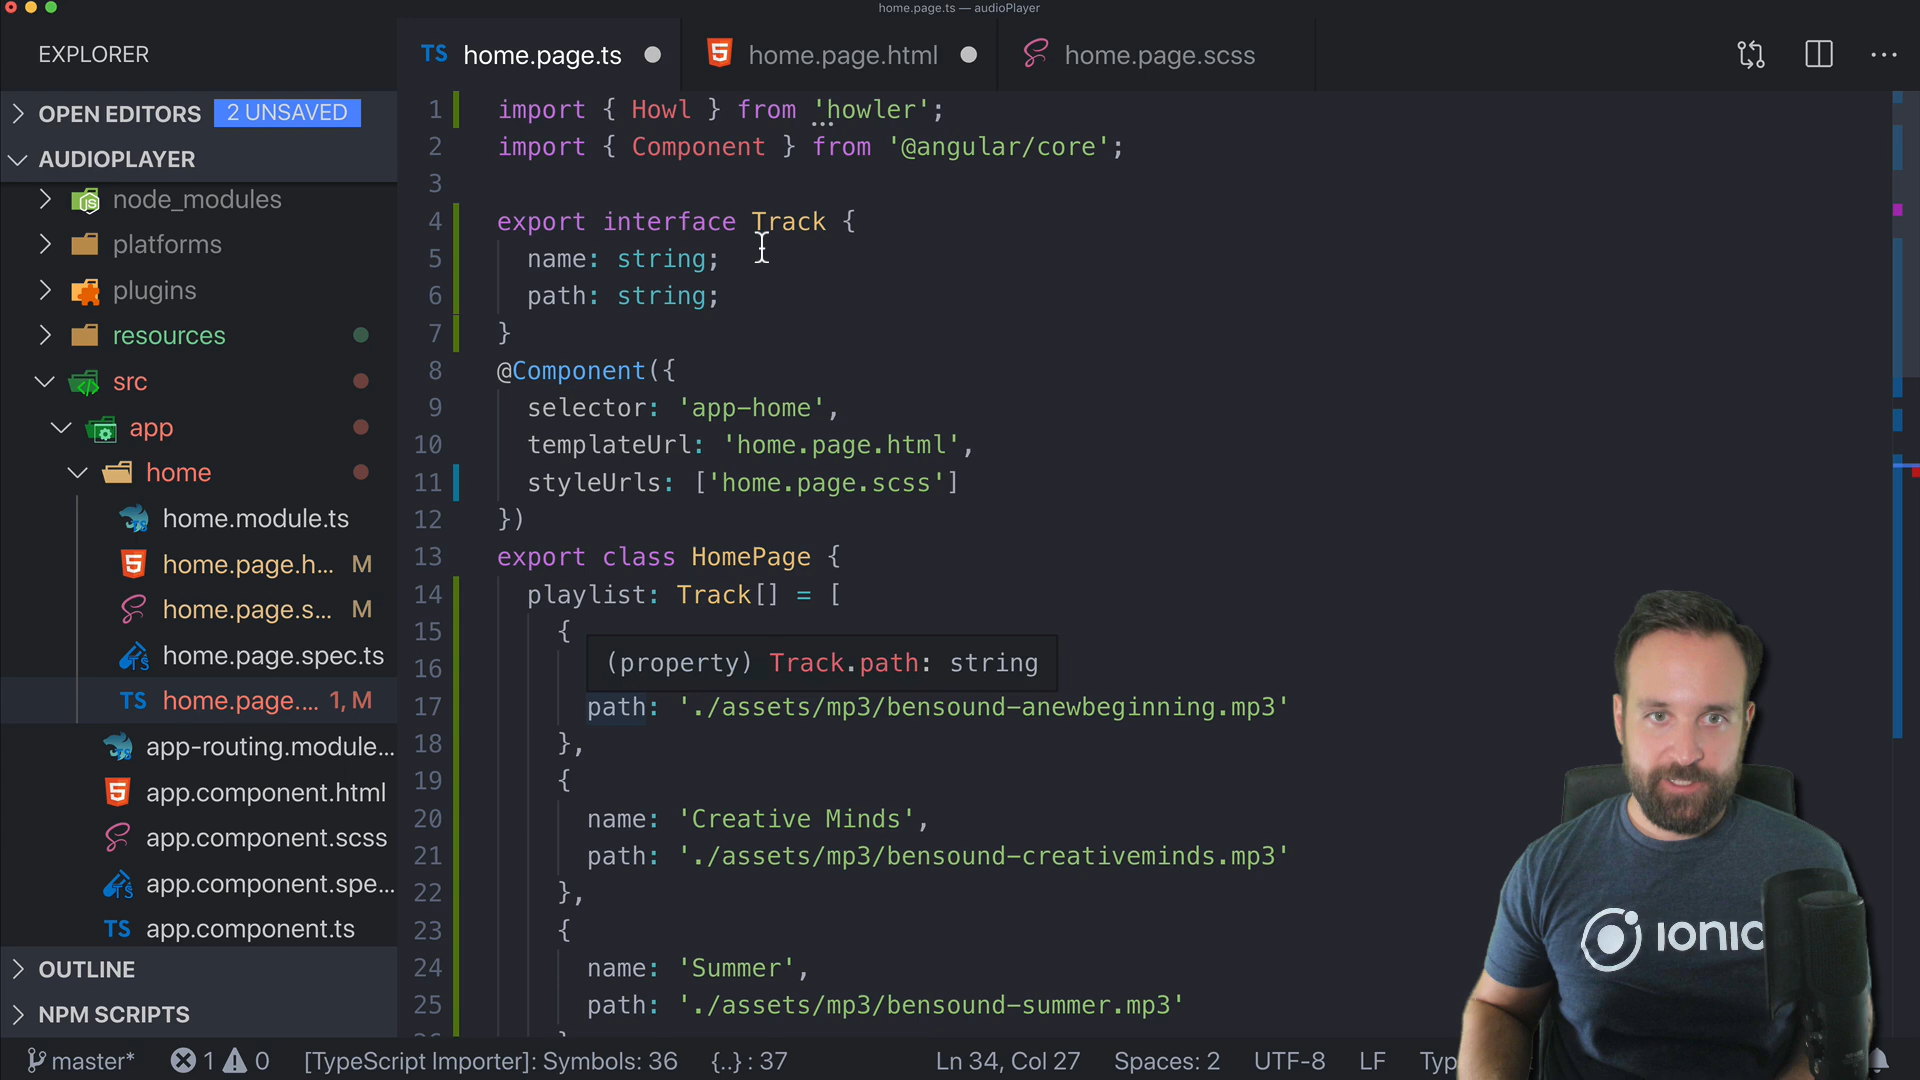 home.page.ts — audioPlayer
EXPLORER
TS home.page.ts
home.page.html
home.page.scss
OPEN EDITORS 2 UNSAVED
AUDIOPLAYER
node_modules
platforms
plugins
resources
src
app
home
home.module.ts
home.page.h... M
home.page.s... M
home.page.spec.ts
TS home.page.... 1, M
app-routing.module...
app.component.html
app.component.scss
app.component.spe...
TS app.component.ts
OUTLINE
NPM SCRIPTS
1 import { Howl } from 'howler';
2 import { Component } from '@angular/core';
3
4 export interface Track {
5 name: string;
6 path: string;
7 }
8 @Component({
9 selector: 'app-home',
10 templateUrl: 'home.page.html',
11 styleUrls: ['home.page.scss']
12 })
13 export class HomePage {
14 playlist: Track[] = [
15 {
16 (property) Track.path: string
17 path: './assets/mp3/bensound-anewbeginning.mp3'
18 },
19 {
20 name: 'Creative Minds',
21 path: './assets/mp3/bensound-creativeminds.mp3'
22 },
23 {
24 name: 'Summer',
25 path: './assets/mp3/bensound-summer.mp3'
IONIC
master* 1 0 [TypeScript Importer]: Symbols: 36 {..} : 37 Ln 34, Col 27 Spaces: 2 UTF-8 LF Typ